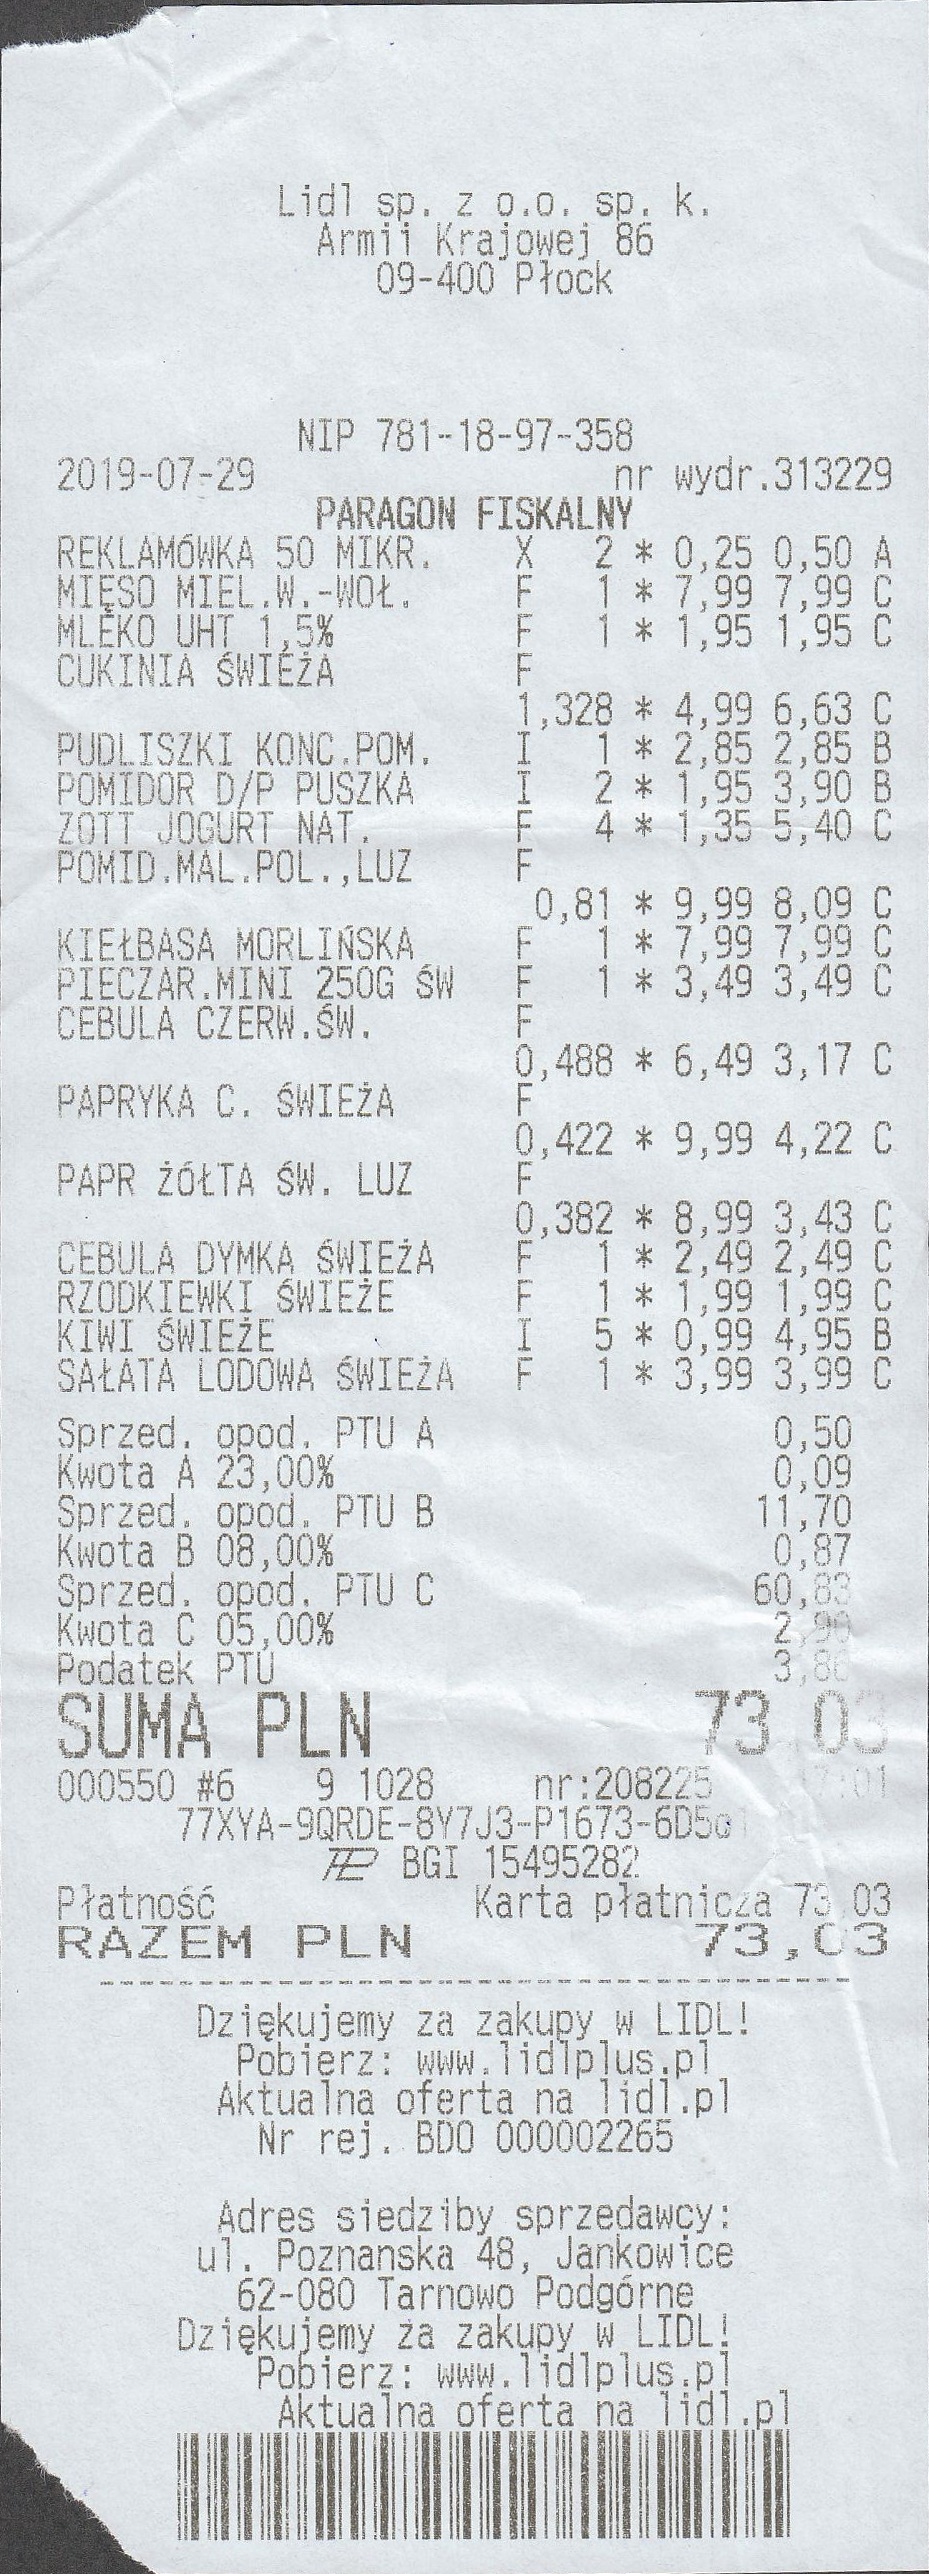 Lidl sp. z o.o. sp. k.
Armii Krajowej 86
09-400 Płock
NIP 781-18-97-358
2019-07-29 nr wydr.313229
PARAGON FISKALNY
REKLAMÓWKA 50 MIKR. X 2 * 0,25 0,50 A
MIĘSO MIEL.W.-WOŁ. F 1 * 7,99 7,99 C
MLEKO UHT 1,5% F 1 * 1,95 1,95 C
CUKINIA ŚWIEŻA F
1,328 * 4,99 6,63 C
PUDLISZKI KONC.POM. I 1 * 2,85 2,85 B
POMIDOR D/P PUSZKA I 2 * 1,95 3,90 B
ZOTT JOGURT NAT. F 4 * 1,35 5,40 C
POMID.MAL.POL.,LUZ F
0,81 * 9,99 8,09 C
KIEŁBASA MORLIŃSKA F 1 * 7,99 7,99 C
PIECZAR.MINI 250G ŚW F 1 * 3,49 3,49 C
CEBULA CZERW.ŚW. F
0,488 * 6,49 3,17 C
PAPRYKA C. ŚWIEŻA F
0,422 * 9,99 4,22 C
PAPR ŻÓŁTA ŚW. LUZ F
0,382 * 8,99 3,43 C
CEBULA DYMKA ŚWIEŻA F 1 * 2,49 2,49 C
RZODKIEWKI ŚWIEŻE F 1 * 1,99 1,99 C
KIWI ŚWIEŻE I 5 * 0,99 4,95 B
SAŁATA LODOWA ŚWIEŻA F 1 * 3,99 3,99 C
Sprzed. opod. PTU A 0,50
Kwota A 23,00% 0,09
Sprzed. opod. PTU B 11,70
Kwota B 08,00% 0,87
Sprzed. opod. PTU C 60,83
Kwota C 05,00% 2,90
Podatek PTU 3,86
SUMA PLN 73,03
000550 #6 9 1028 nr:208225
BGI 15495282
Płatność Karta płatnicza 73,03
RAZEM PLN 73,03
Dziękujemy za zakupy w LIDL!
Pobierz: www.lidlplus.pl
Aktualna oferta na lidl.pl
Nr rej. BDO 000002265
Adres siedziby sprzedawcy:
ul. Poznanska 48, Jankowice
62-080 Tarnowo Podgórne
Dziękujemy za zakupy w LIDL!
Pobierz: www.lidlplus.pl
Aktualna oferta na lidl.pl